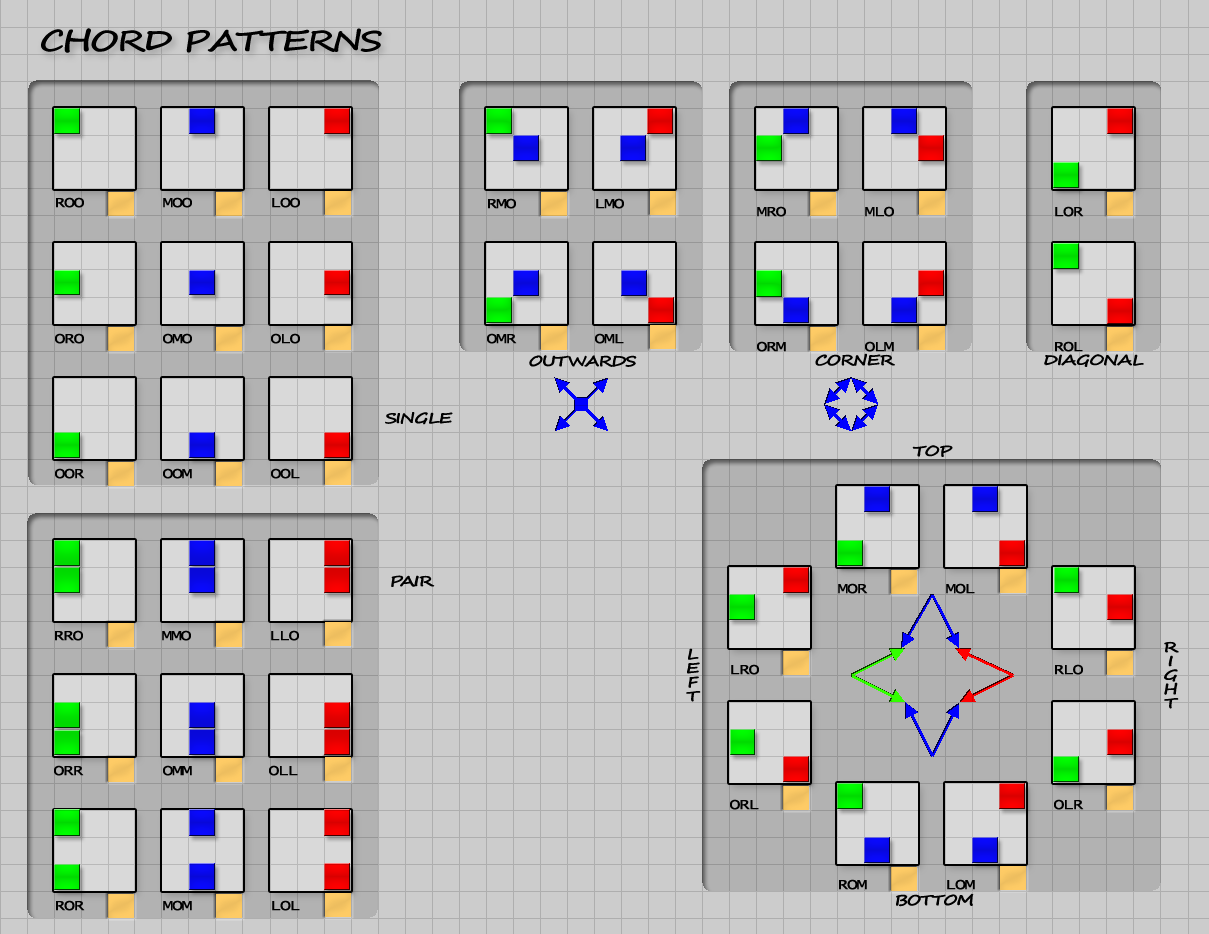 CHORD PATTERNS
ROO MOO LOO
RMO LMO
MRO MLO
LOR
ORO OMO OLO
OMR OML
ORM OLM
ROL
OUTWARDS
CORNER
DIAGONAL
SINGLE
OOR OOM OOL
TOP
PAIR
RRO MMO LLO
MOR MOL
LEFT
LRO
RLO
RIGHT
ORR OMM OLL
ORL
OLR
ROR MOM LOL
ROM LOM
BOTTOM